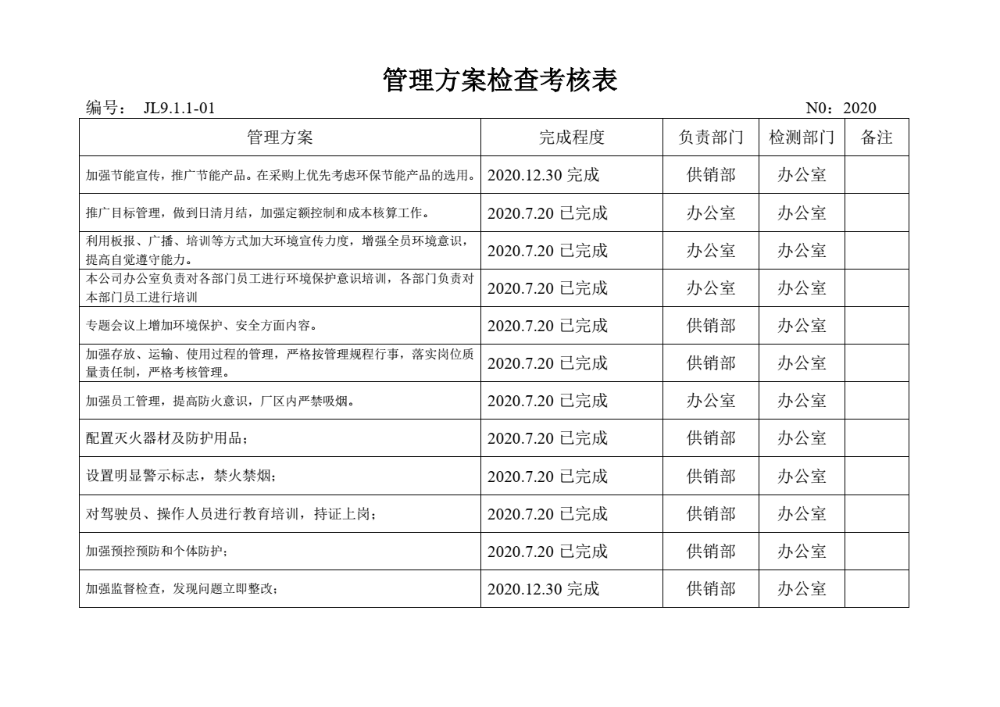 管理方案检查考核表
编号： JL9.1.1-01 N0：2020
管理方案 完成程度 负责部门 检测部门 备注
加强节能宣传，推广节能产品。在采购上优先考虑环保节能产品的选用。 2020.12.30 完成 供销部 办公室
推广目标管理，做到日清月结，加强定额控制和成本核算工作。 2020.7.20 已完成 办公室 办公室
利用板报、广播、培训等方式加大环境宣传力度，增强全员环境意识，
提高自觉遵守能力。 2020.7.20 已完成 办公室 办公室
本公司办公室负责对各部门员工进行环境保护意识培训，各部门负责对
本部门员工进行培训 2020.7.20 已完成 办公室 办公室
专题会议上增加环境保护、安全方面内容。 2020.7.20 已完成 供销部 办公室
加强存放、运输、使用过程的管理，严格按管理规程行事，落实岗位质
量责任制，严格考核管理。 2020.7.20 已完成 供销部 办公室
加强员工管理，提高防火意识，厂区内严禁吸烟。 2020.7.20 已完成 办公室 办公室
配置灭火器材及防护用品； 2020.7.20 已完成 供销部 办公室
设置明显警示标志，禁火禁烟； 2020.7.20 已完成 供销部 办公室
对驾驶员、操作人员进行教育培训，持证上岗； 2020.7.20 已完成 供销部 办公室
加强预控预防和个体防护； 2020.7.20 已完成 供销部 办公室
加强监督检查，发现问题立即整改； 2020.12.30 完成 供销部 办公室